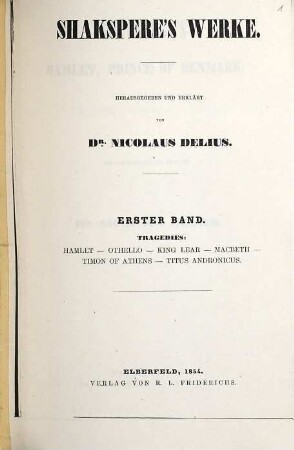 1
SHAKSPERE'S WERKE.
HERAUSGEGEBEN UND ERKLÄRT
VON
DR. NICOLAUS DELIUS.
ERSTER BAND.
TRAGEDIES:
HAMLET — OTHELLO — KING LEAR — MACBETH —
TIMON OF ATHENS — TITUS ANDRONICUS.
ELBERFELD, 1854.
VERLAG VON R. L. FRIDERICHS.